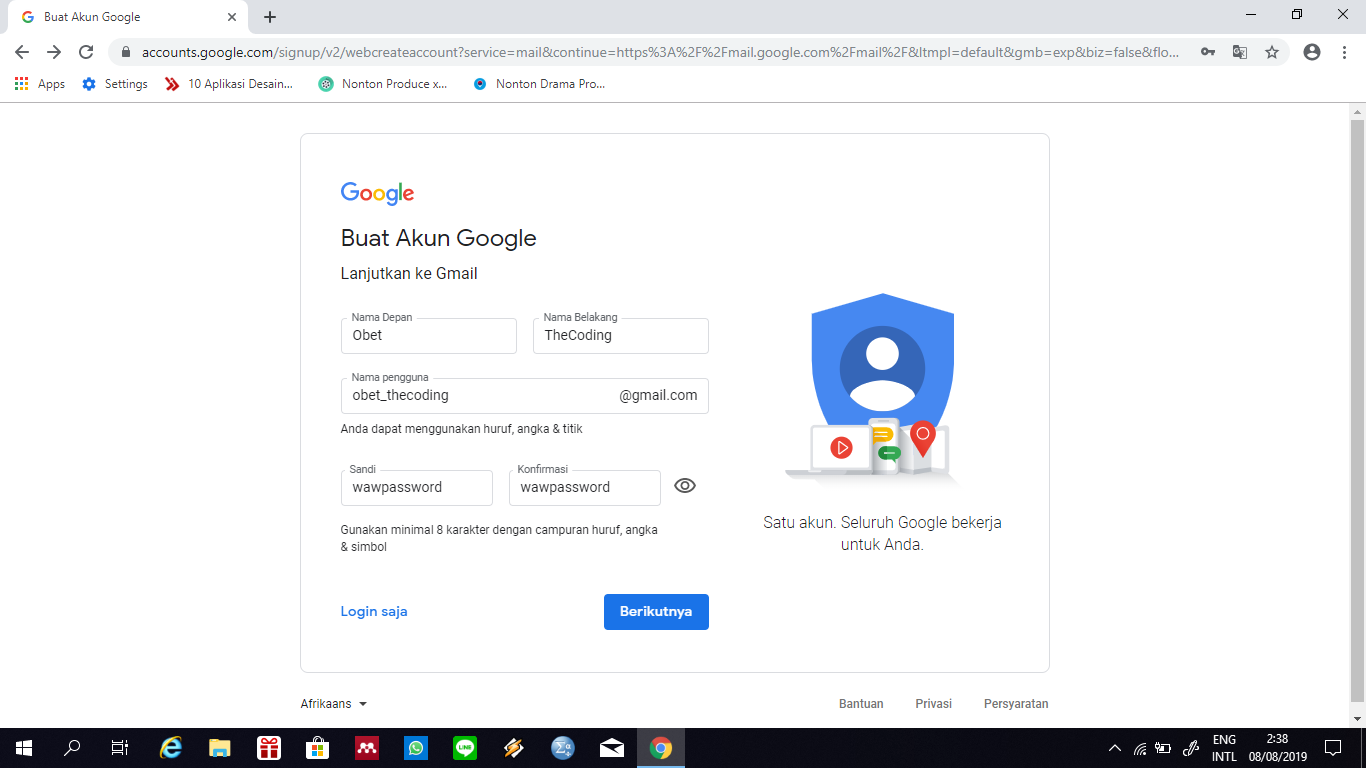 Buat Akun Google
accounts.google.com/signup/v2/webcreateaccount?service=mail&continue=https%3A%2F%2Fmail.google.com%2Fmail%2F&ltmpl=default&gmb=exp&biz=false&flo...
Apps Settings 10 Aplikasi Desain... Nonton Produce x... Nonton Drama Pro...
Google
Buat Akun Google
Lanjutkan ke Gmail
Nama Depan Nama Belakang
Obet TheCoding
Nama pengguna
obet_thecoding @gmail.com
Anda dapat menggunakan huruf, angka & titik
Sandi Konfirmasi
wawpassword wawpassword
Gunakan minimal 8 karakter dengan campuran huruf, angka
& simbol
Satu akun. Seluruh Google bekerja
untuk Anda.
Login saja Berikutnya
Afrikaans Bantuan Privasi Persyaratan
LINE
ENG 2:38
INTL 08/08/2019